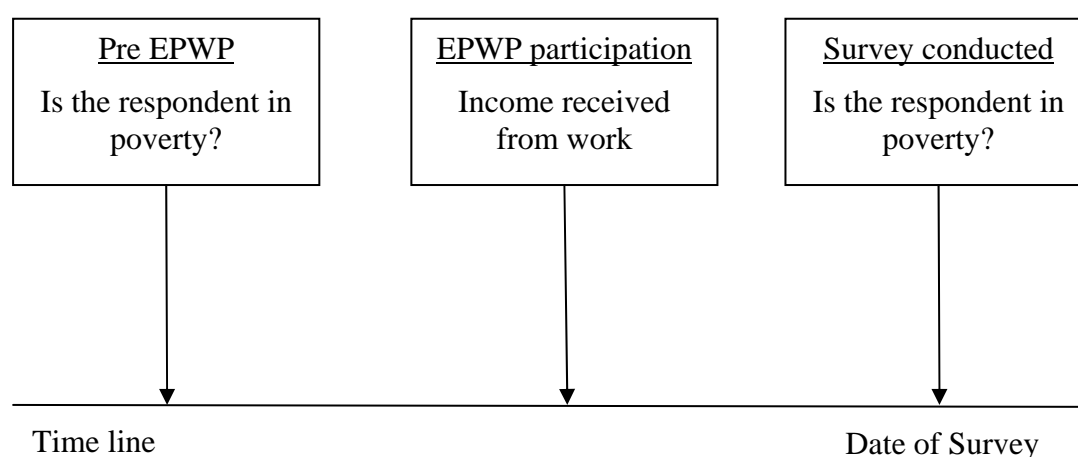 Pre EPWP
Is the respondent in
poverty?
EPWP participation
Income received
from work
Survey conducted
Is the respondent in
poverty?
Time line
Date of Survey